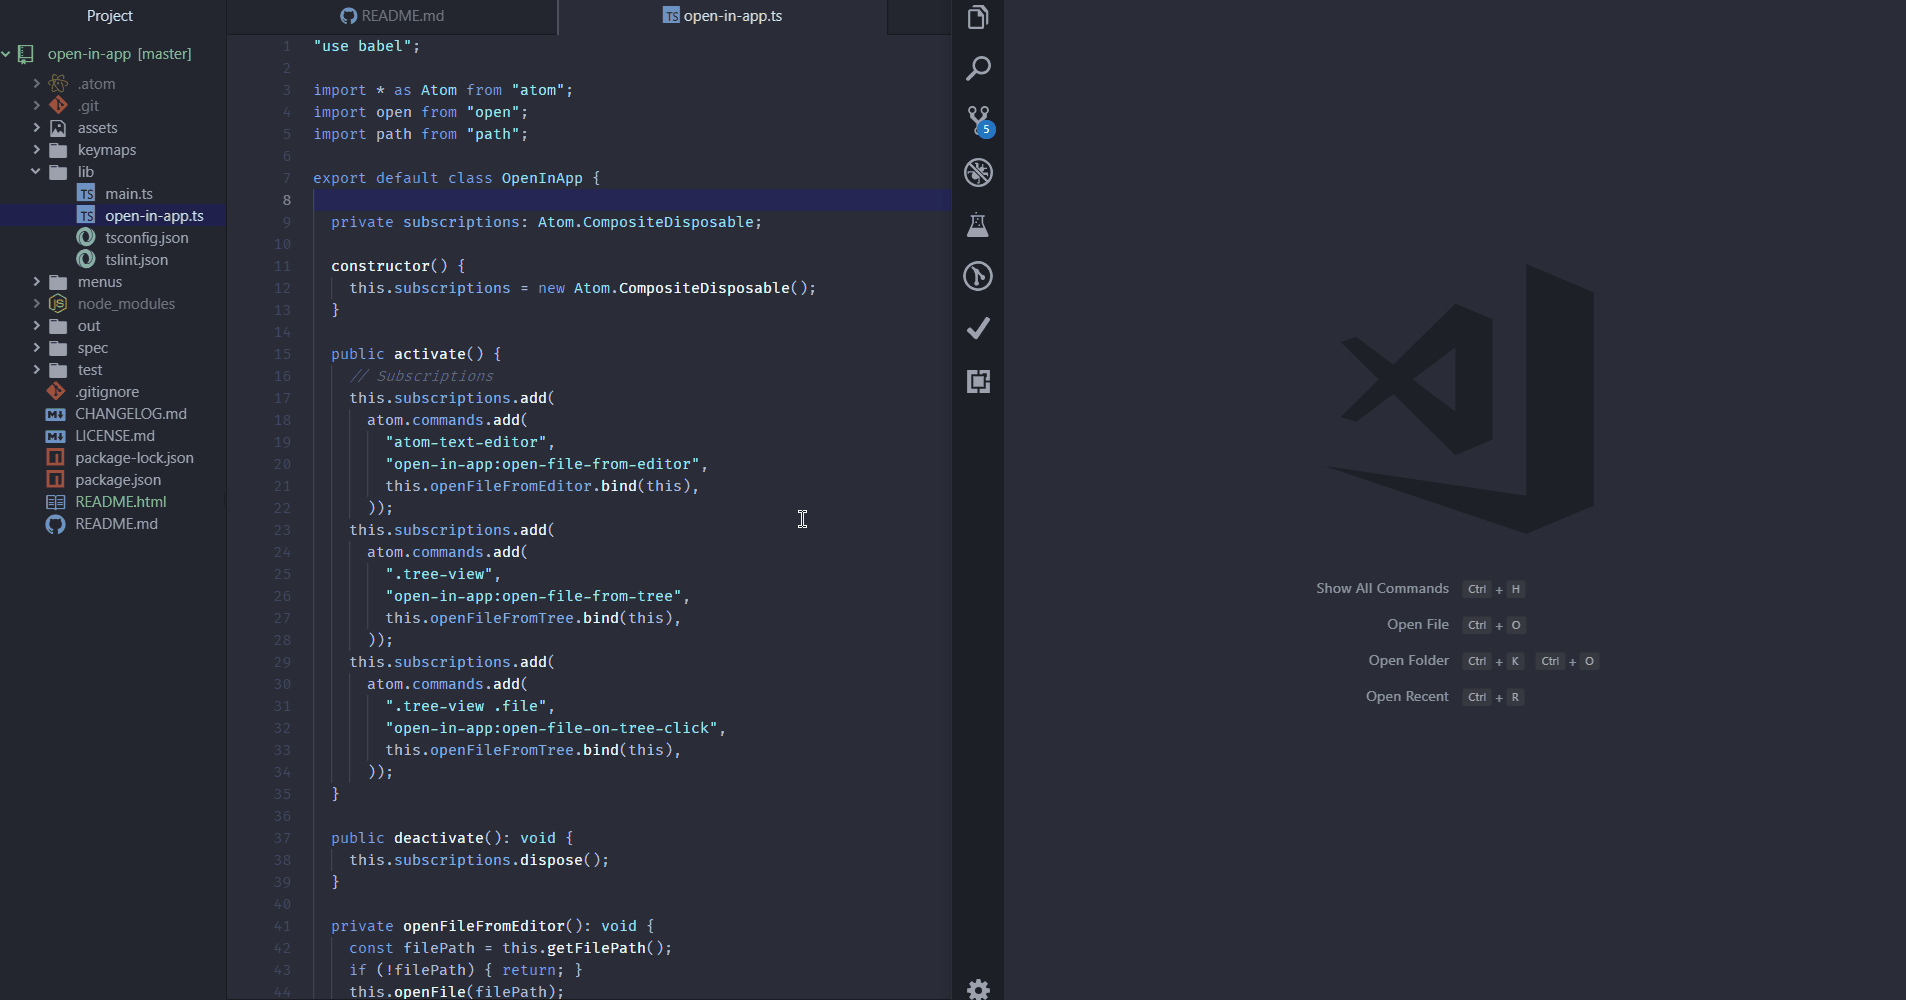 Project
open-in-app [master]
.atom
.git
assets
keymaps
lib
TS main.ts
TS open-in-app.ts
tsconfig.json
tslint.json
menus
JS node_modules
out
spec
test
.gitignore
M↓ CHANGELOG.md
M↓ LICENSE.md
package-lock.json
package.json
README.html
README.md
README.md
TS open-in-app.ts
1 "use babel";
2
3 import * as Atom from "atom";
4 import open from "open";
5 import path from "path";
6
7 export default class OpenInApp {
8
9 private subscriptions: Atom.CompositeDisposable;
10
11 constructor() {
12 this.subscriptions = new Atom.CompositeDisposable();
13 }
14
15 public activate() {
16 // Subscriptions
17 this.subscriptions.add(
18 atom.commands.add(
19 "atom-text-editor",
20 "open-in-app:open-file-from-editor",
21 this.openFileFromEditor.bind(this),
22 ));
23 this.subscriptions.add(
24 atom.commands.add(
25 ".tree-view",
26 "open-in-app:open-file-from-tree",
27 this.openFileFromTree.bind(this),
28 ));
29 this.subscriptions.add(
30 atom.commands.add(
31 ".tree-view .file",
32 "open-in-app:open-file-on-tree-click",
33 this.openFileFromTree.bind(this),
34 ));
35 }
36
37 public deactivate(): void {
38 this.subscriptions.dispose();
39 }
40
41 private openFileFromEditor(): void {
42 const filePath = this.getFilePath();
43 if (!filePath) { return; }
44 this.openFile(filePath);
5
Show All Commands Ctrl + H
Open File Ctrl + O
Open Folder Ctrl + K Ctrl + O
Open Recent Ctrl + R